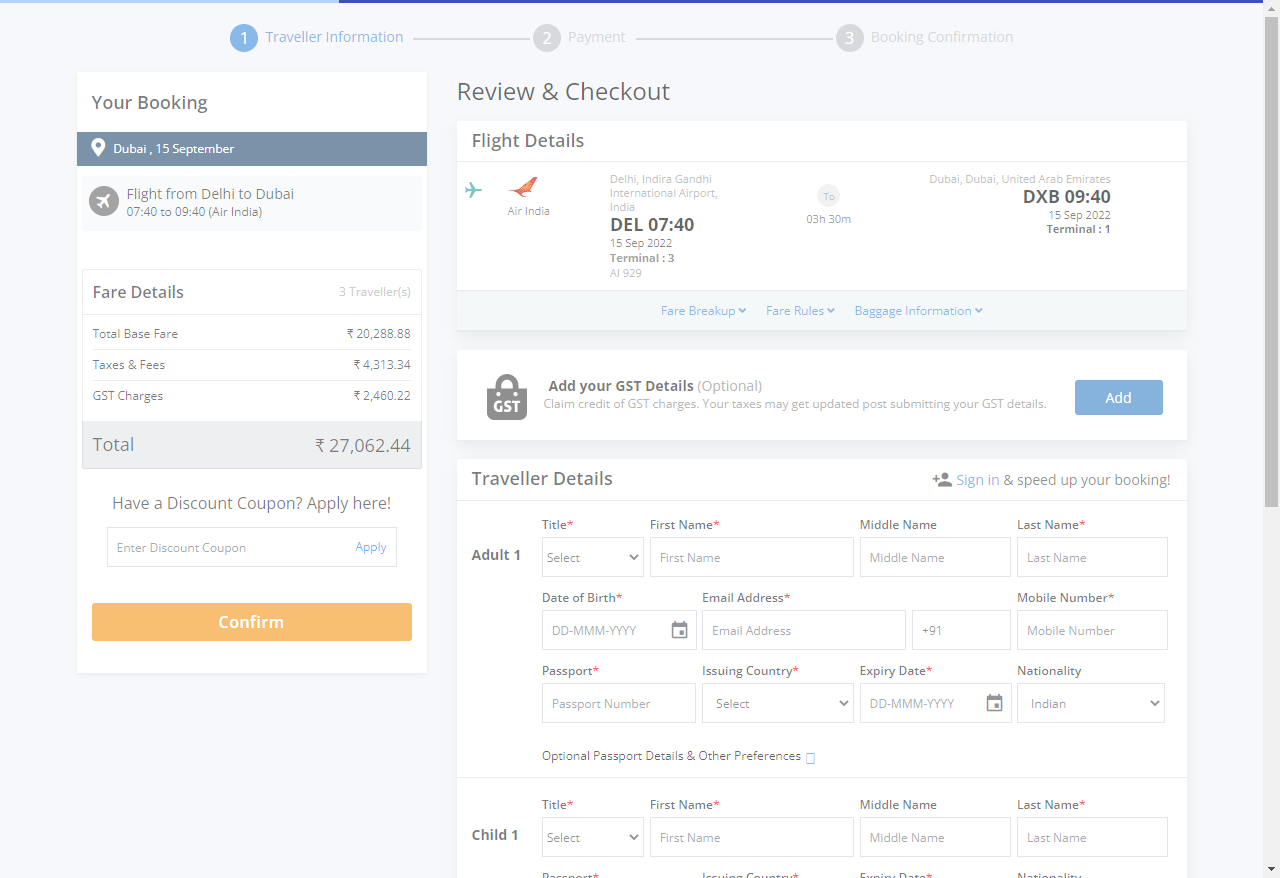 1 Traveller Information 2 Payment 3 Booking Confirmation
Your Booking
Dubai , 15 September
Flight from Delhi to Dubai
07:40 to 09:40 (Air India)
Fare Details 3 Traveller(s)
Total Base Fare ₹ 20,288.88
Taxes & Fees ₹ 4,313.34
GST Charges ₹ 2,460.22
Total ₹ 27,062.44
Have a Discount Coupon? Apply here!
Enter Discount Coupon Apply
Confirm
Review & Checkout
Flight Details
Air India
Delhi, Indira Gandhi
International Airport,
India
DEL 07:40
15 Sep 2022
Terminal : 3
AI 929
To
03h 30m
Dubai, Dubai, United Arab Emirates
DXB 09:40
15 Sep 2022
Terminal : 1
Fare Breakup Fare Rules Baggage Information
GST
Add your GST Details (Optional)
Claim credit of GST charges. Your taxes may get updated post submitting your GST details.
Add
Traveller Details Sign in & speed up your booking!
Title* First Name* Middle Name Last Name*
Adult 1 Select First Name Middle Name Last Name
Date of Birth* Email Address* Mobile Number*
DD-MMM-YYYY Email Address +91 Mobile Number
Passport* Issuing Country* Expiry Date* Nationality
Passport Number Select DD-MMM-YYYY Indian
Optional Passport Details & Other Preferences
Title* First Name* Middle Name Last Name*
Child 1 Select First Name Middle Name Last Name
Passport* Issuing Country* Expiry Date* Nationality